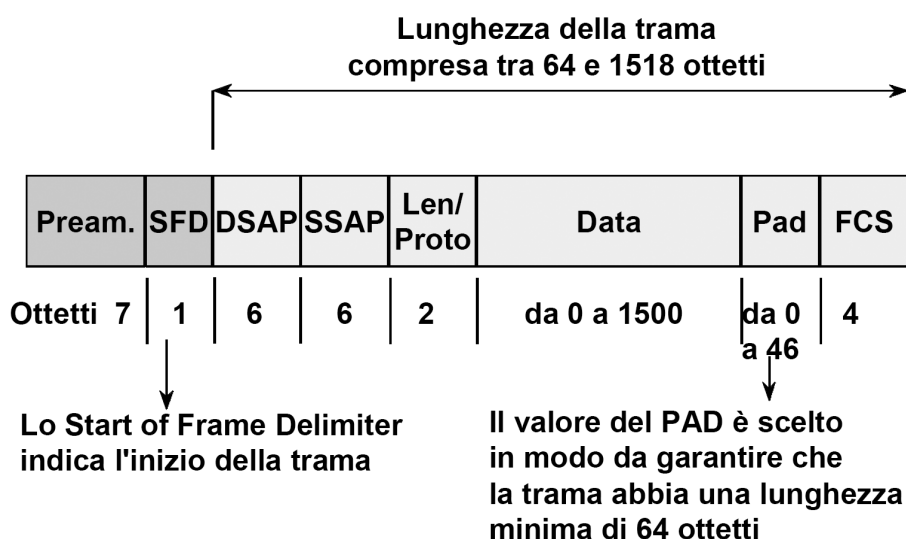 Lunghezza della trama
compresa tra 64 e 1518 ottetti
Pream. SFD DSAP SSAP Len/ Proto Data Pad FCS
Ottetti 7 1 6 6 2 da 0 a 1500 da 0 a 46 4
Lo Start of Frame Delimiter
indica l'inizio della trama
Il valore del PAD è scelto
in modo da garantire che
la trama abbia una lunghezza
minima di 64 ottetti